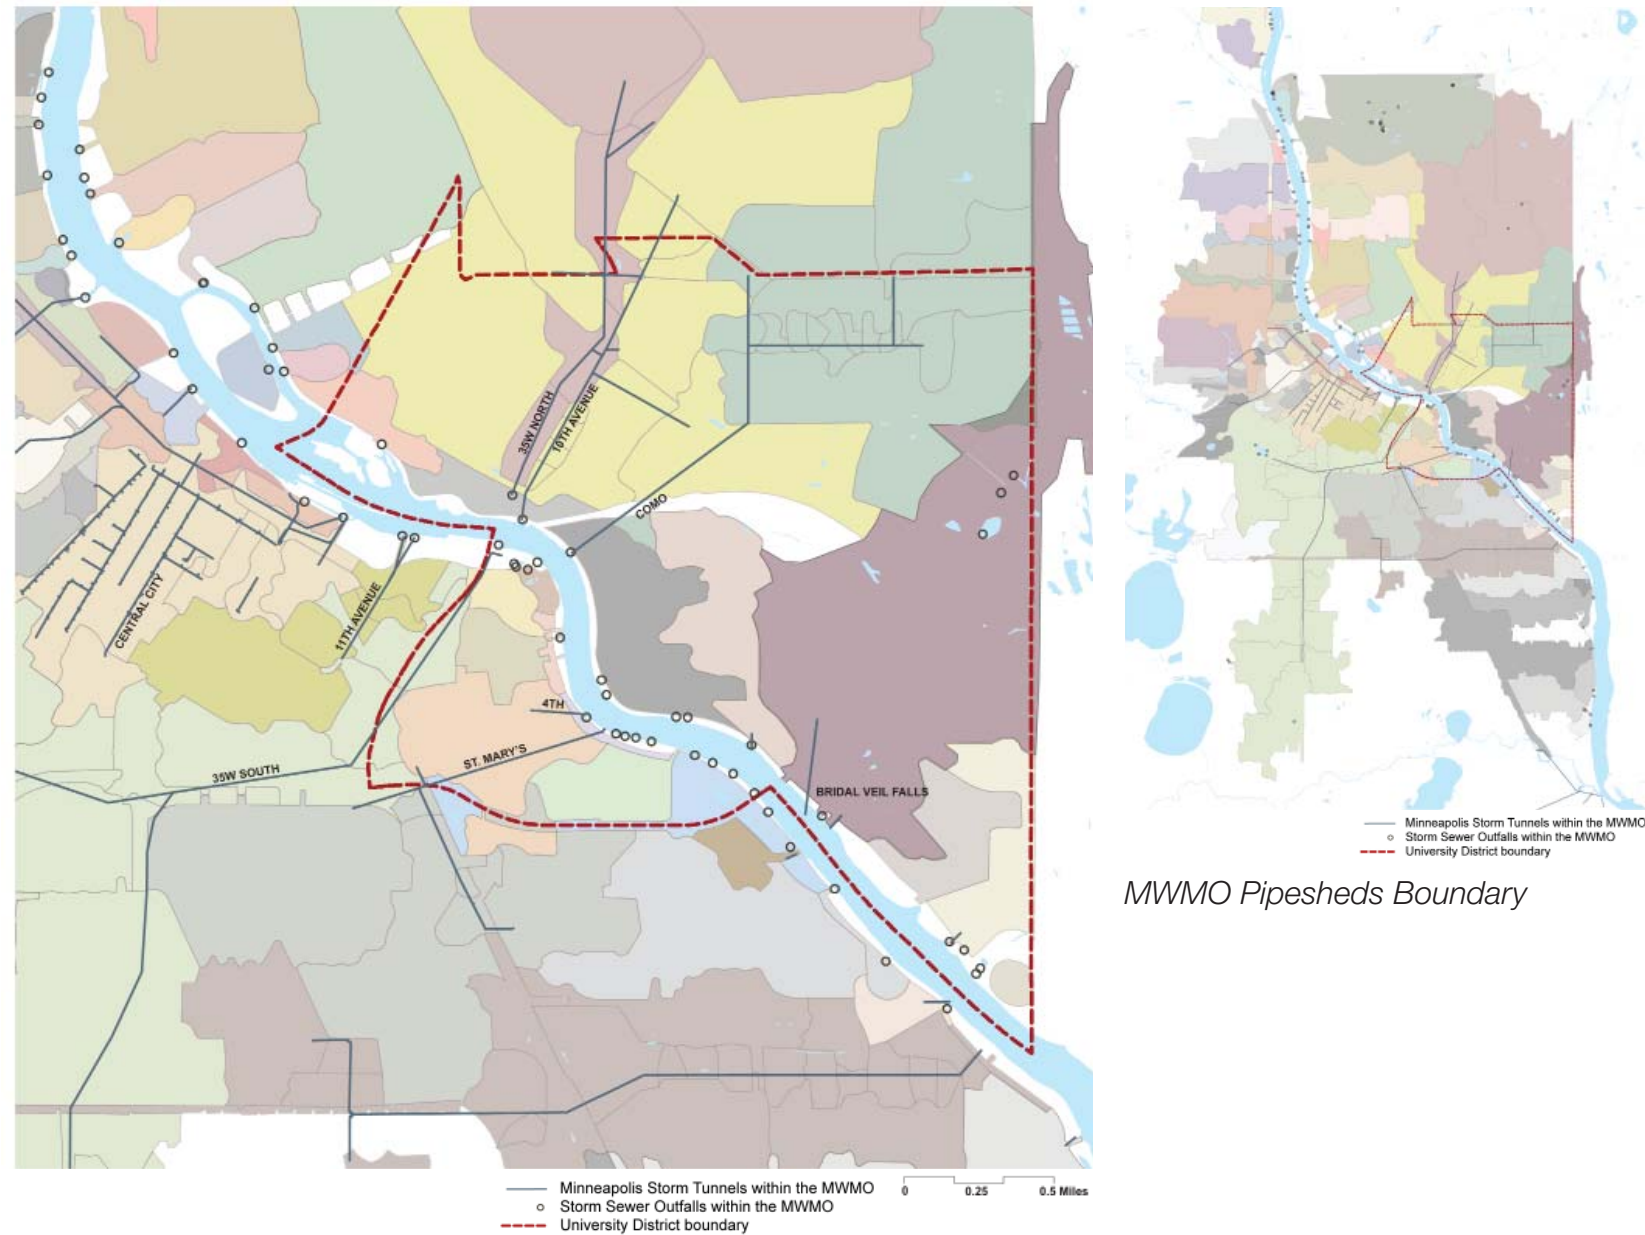 35W NORTH
10TH AVENUE
COMO
CENTRAL CITY
11TH AVENUE
4TH
ST. MARY'S
35W SOUTH
BRIDAL VEIL FALLS
Minneapolis Storm Tunnels within the MWMO
Storm Sewer Outfalls within the MWMO
University District boundary
0 0.25 0.5 Miles
Minneapolis Storm Tunnels within the MWMO
Storm Sewer Outfalls within the MWMO
University District boundary
MWMO Pipesheds Boundary